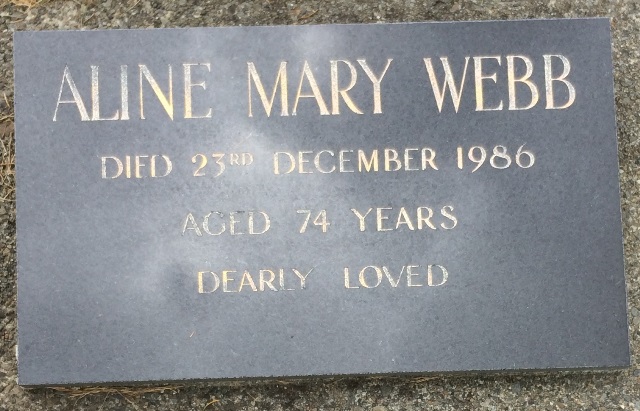 ALINE MARY WEBB
DIED 23RD DECEMBER 1986
AGED 74 YEARS
DEARLY LOVED